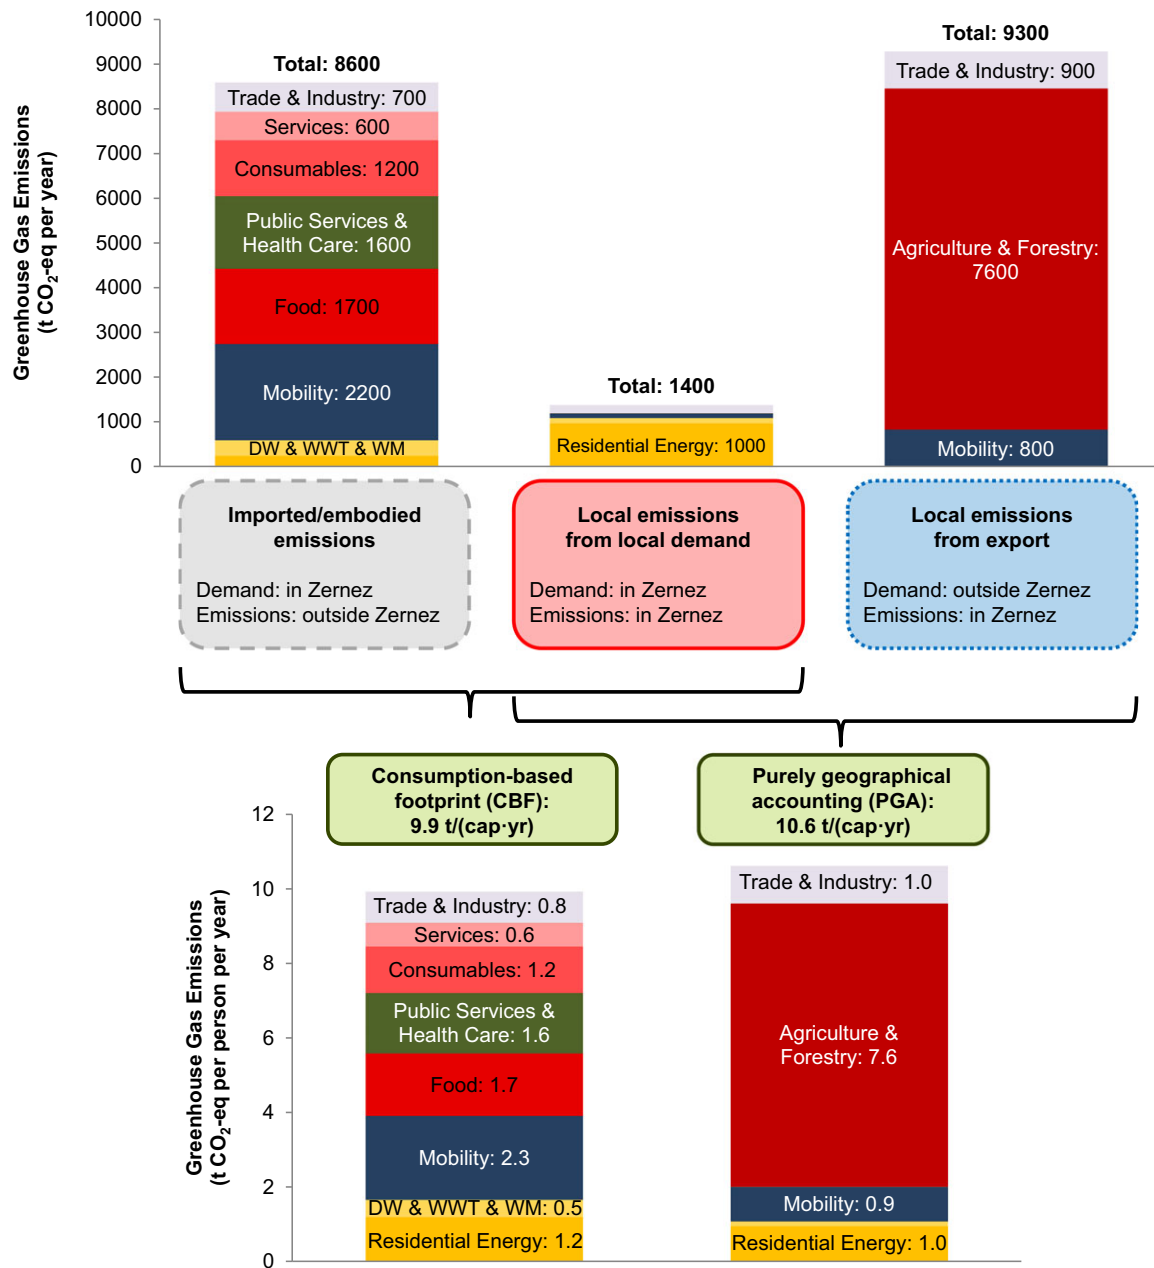 Greenhouse Gas Emissions
(t CO₂-eq per year)
10000
9000
8000
7000
6000
5000
4000
3000
2000
1000
0
Total: 8600
Trade & Industry: 700
Services: 600
Consumables: 1200
Public Services &
Health Care: 1600
Food: 1700
Mobility: 2200
DW & WWT & WM
Total: 1400
Residential Energy: 1000
Total: 9300
Trade & Industry: 900
Agriculture & Forestry:
7600
Mobility: 800
Imported/embodied
emissions
Demand: in Zernez
Emissions: outside Zernez
Local emissions
from local demand
Demand: in Zernez
Emissions: in Zernez
Local emissions
from export
Demand: outside Zernez
Emissions: in Zernez
Consumption-based
footprint (CBF):
9.9 t/(cap·yr)
Purely geographical
accounting (PGA):
10.6 t/(cap·yr)
Greenhouse Gas Emissions
(t CO₂-eq per person per year)
12
10
8
6
4
2
0
Trade & Industry: 0.8
Services: 0.6
Consumables: 1.2
Public Services &
Health Care: 1.6
Food: 1.7
Mobility: 2.3
DW & WWT & WM: 0.5
Residential Energy: 1.2
Trade & Industry: 1.0
Agriculture &
Forestry: 7.6
Mobility: 0.9
Residential Energy: 1.0